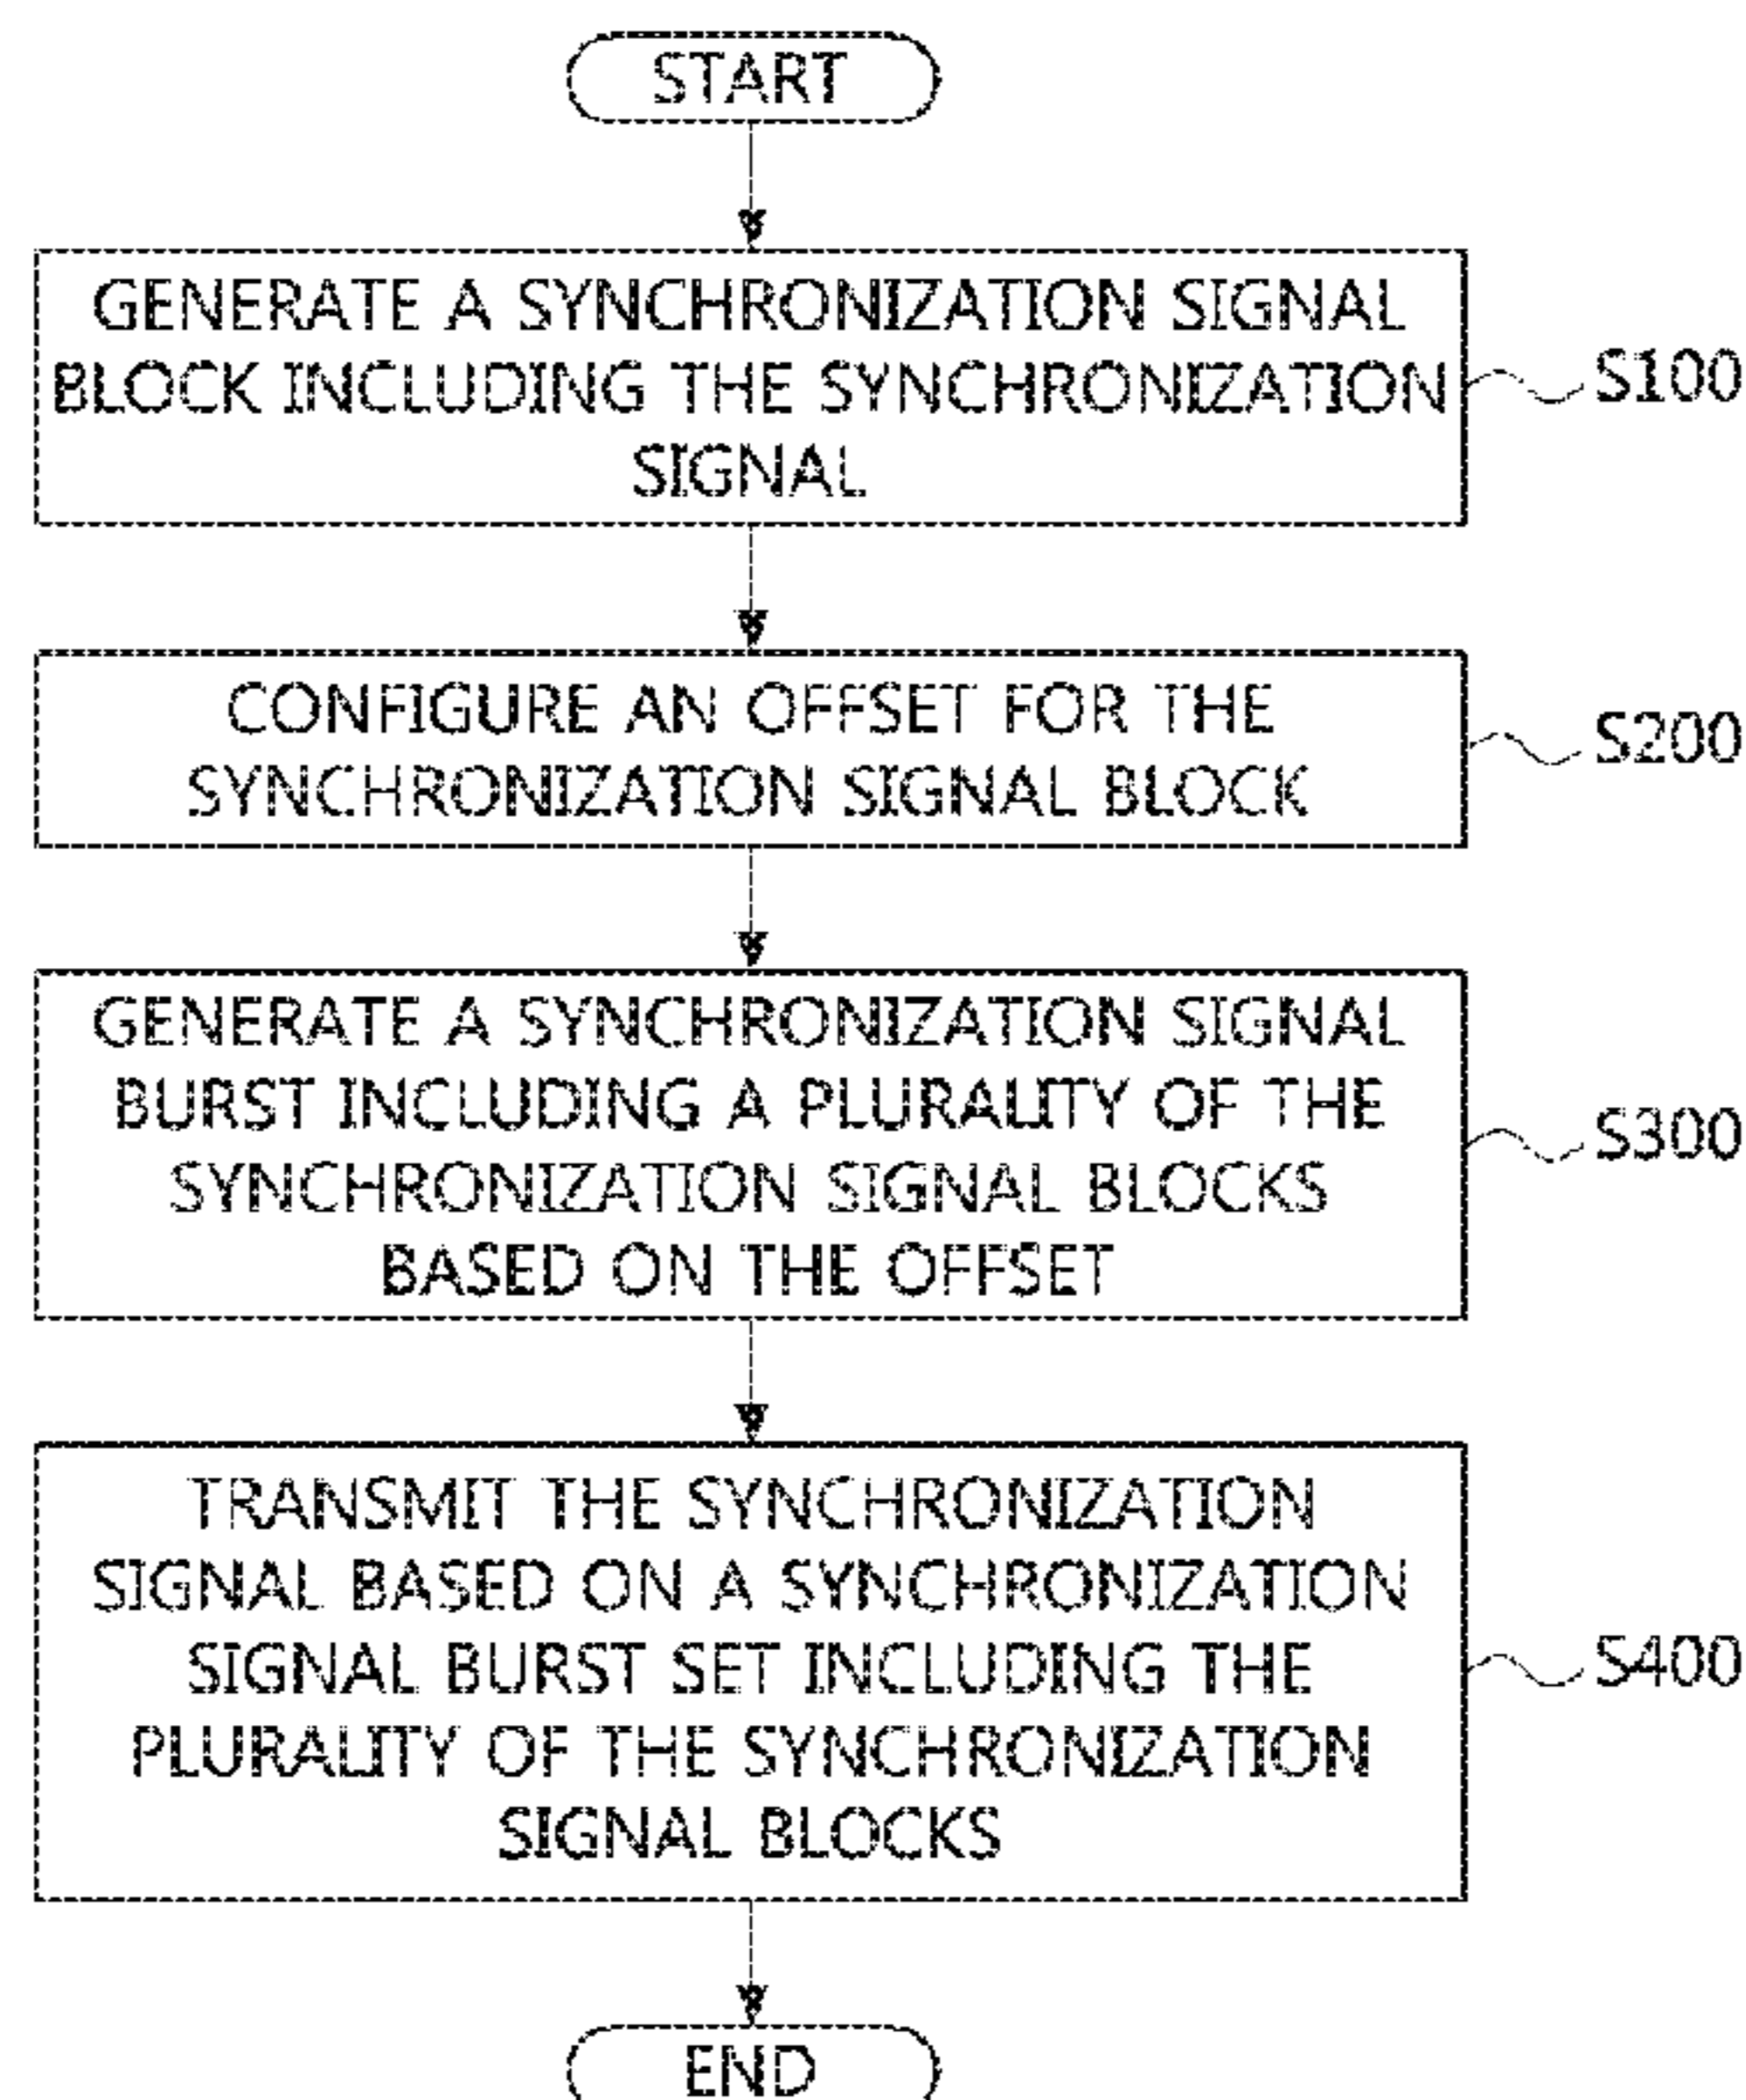 START
GENERATE A SYNCHRONIZATION SIGNAL
BLOCK INCLUDING THE SYNCHRONIZATION
SIGNAL
S100
CONFIGURE AN OFFSET FOR THE
SYNCHRONIZATION SIGNAL BLOCK
S200
GENERATE A SYNCHRONIZATION SIGNAL
BURST INCLUDING A PLURALITY OF THE
SYNCHRONIZATION SIGNAL BLOCKS
BASED ON THE OFFSET
S300
TRANSMIT THE SYNCHRONIZATION
SIGNAL BASED ON A SYNCHRONIZATION
SIGNAL BURST SET INCLUDING THE
PLURALITY OF THE SYNCHRONIZATION
SIGNAL BLOCKS
S400
END